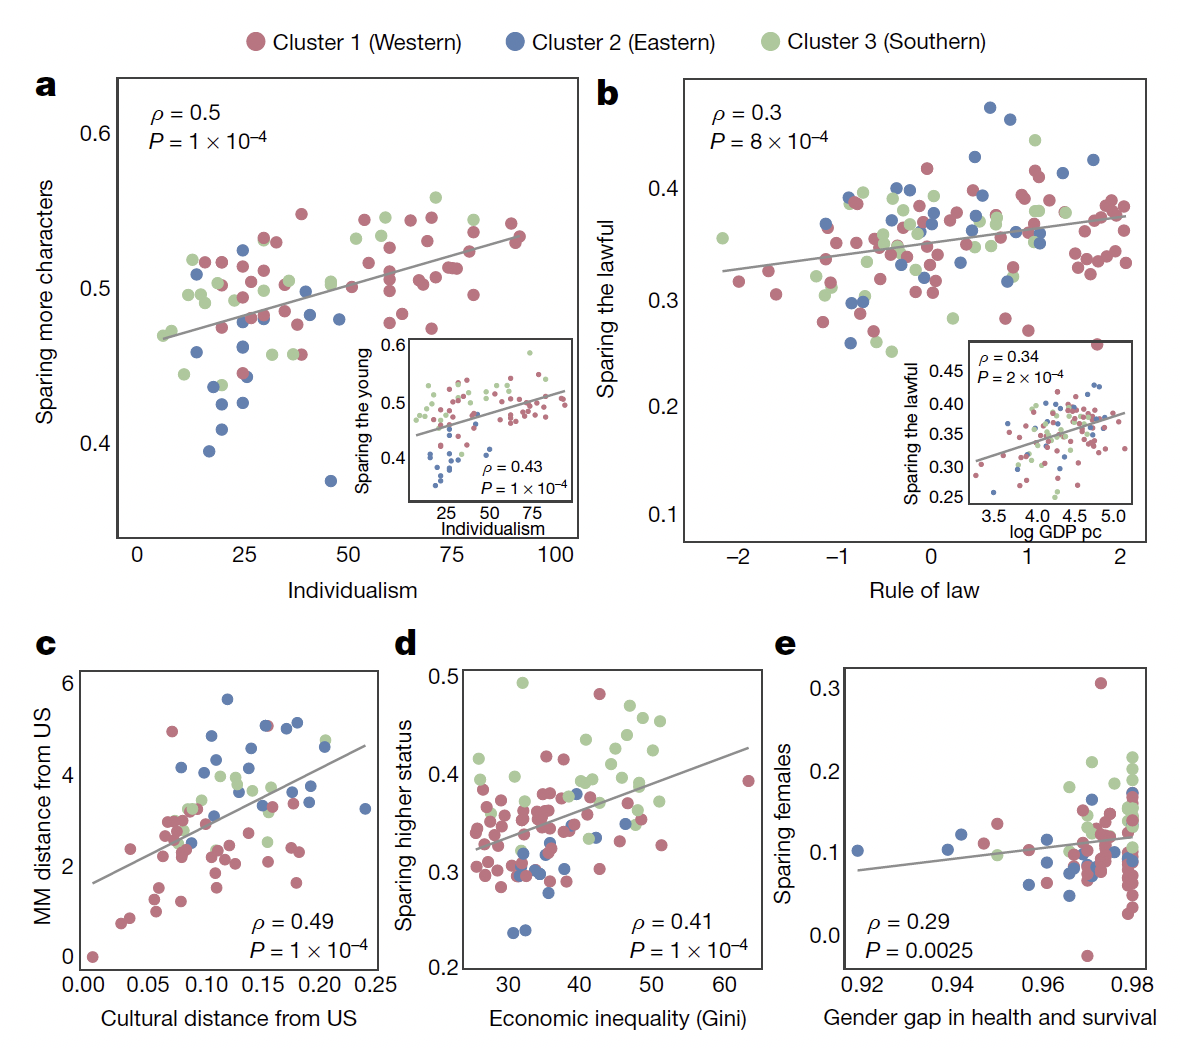 Cluster 1 (Western) Cluster 2 (Eastern) Cluster 3 (Southern)
a
ρ = 0.5
P = 1 × 10⁻⁴
Sparing more characters
0.6
0.5
0.4
0 25 50 75 100
Individualism
Sparing the young
0.6
0.5
0.4
ρ = 0.43
P = 1 × 10⁻⁴
25 50 75
Individualism
b
ρ = 0.3
P = 8 × 10⁻⁴
Sparing the lawful
0.4
0.3
0.2
0.1
−2 −1 0 1 2
Rule of law
Sparing the lawful
ρ = 0.34
P = 2 × 10⁻⁴
0.45
0.40
0.35
0.30
0.25
3.5 4.0 4.5 5.0
log GDP pc
c
MM distance from US
6
4
2
0
ρ = 0.49
P = 1 × 10⁻⁴
0.00 0.05 0.10 0.15 0.20 0.25
Cultural distance from US
d
Sparing higher status
0.5
0.4
0.3
0.2
ρ = 0.41
P = 1 × 10⁻⁴
30 40 50 60
Economic inequality (Gini)
e
Sparing females
0.3
0.2
0.1
0.0
ρ = 0.29
P = 0.0025
0.92 0.94 0.96 0.98
Gender gap in health and survival